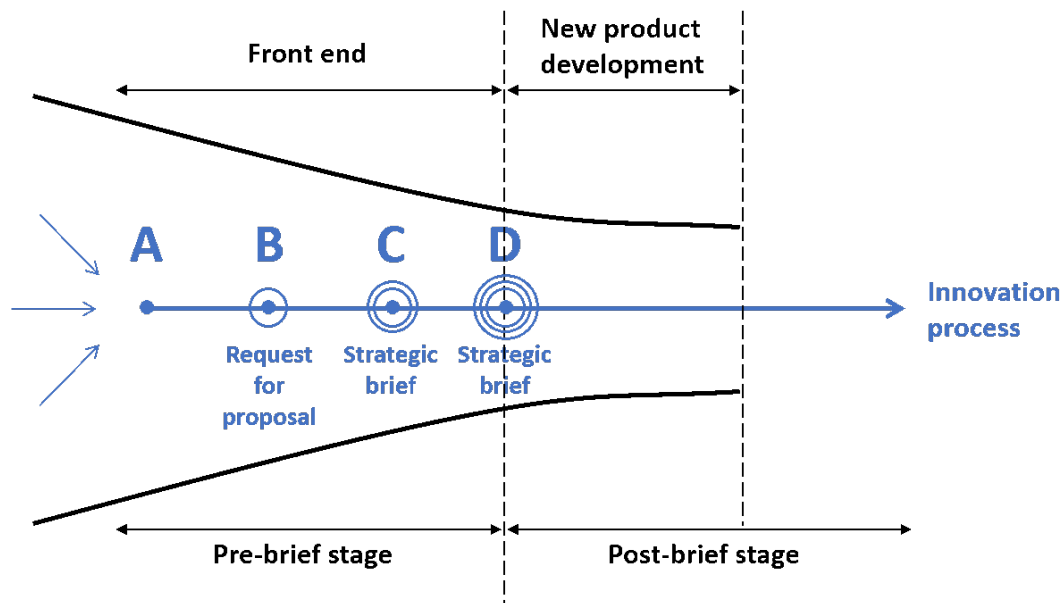 Front end
New product
development
A
B
C
D
Innovation
process
Request
for
proposal
Strategic
brief
Strategic
brief
Pre-brief stage
Post-brief stage